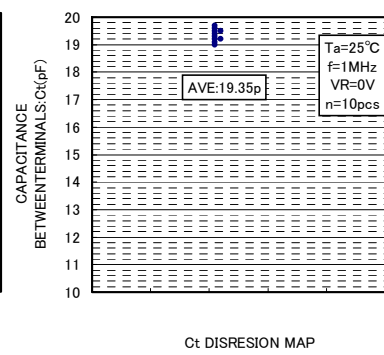 CAPACITANCE
BETWEENTERMINALS:Ct(pF)
20
19
18
17
16
15
14
13
12
11
10
AVE:19.35p
Ta=25°C
f=1MHz
VR=0V
n=10pcs
Ct DISRESION MAP